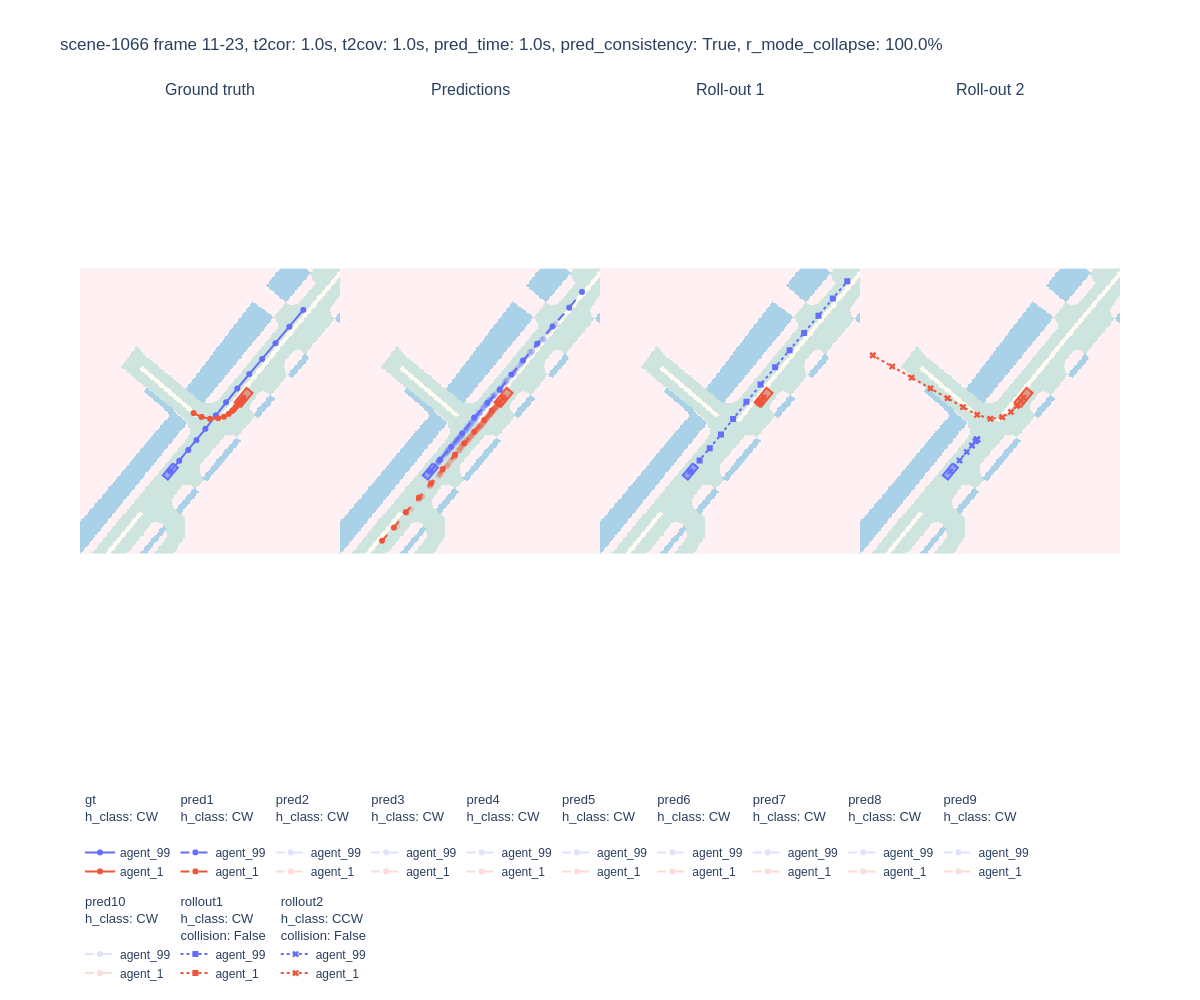 scene-1066 frame 11-23, t2cor: 1.0s, t2cov: 1.0s, pred_time: 1.0s, pred_consistency: True, r_mode_collapse: 100.0%
Ground truth Predictions Roll-out 1 Roll-out 2
gt pred1 pred2 pred3 pred4 pred5 pred6 pred7 pred8 pred9
h_class: CW h_class: CW h_class: CW h_class: CW h_class: CW h_class: CW h_class: CW h_class: CW h_class: CW h_class: CW
agent_99 agent_99 agent_99 agent_99 agent_99 agent_99 agent_99 agent_99 agent_99 agent_99
agent_1 agent_1 agent_1 agent_1 agent_1 agent_1 agent_1 agent_1 agent_1 agent_1
pred10 rollout1 rollout2
h_class: CW h_class: CW h_class: CCW
collision: False collision: False
agent_99 agent_99 agent_99
agent_1 agent_1 agent_1